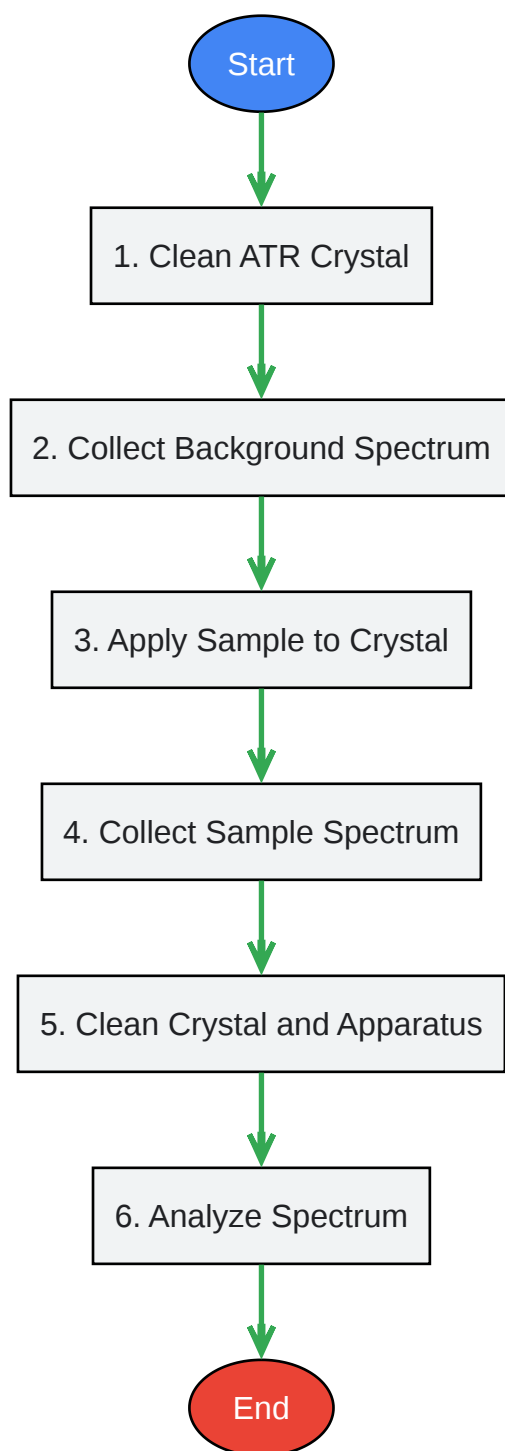 Start
1. Clean ATR Crystal
2. Collect Background Spectrum
3. Apply Sample to Crystal
4. Collect Sample Spectrum
5. Clean Crystal and Apparatus
6. Analyze Spectrum
End